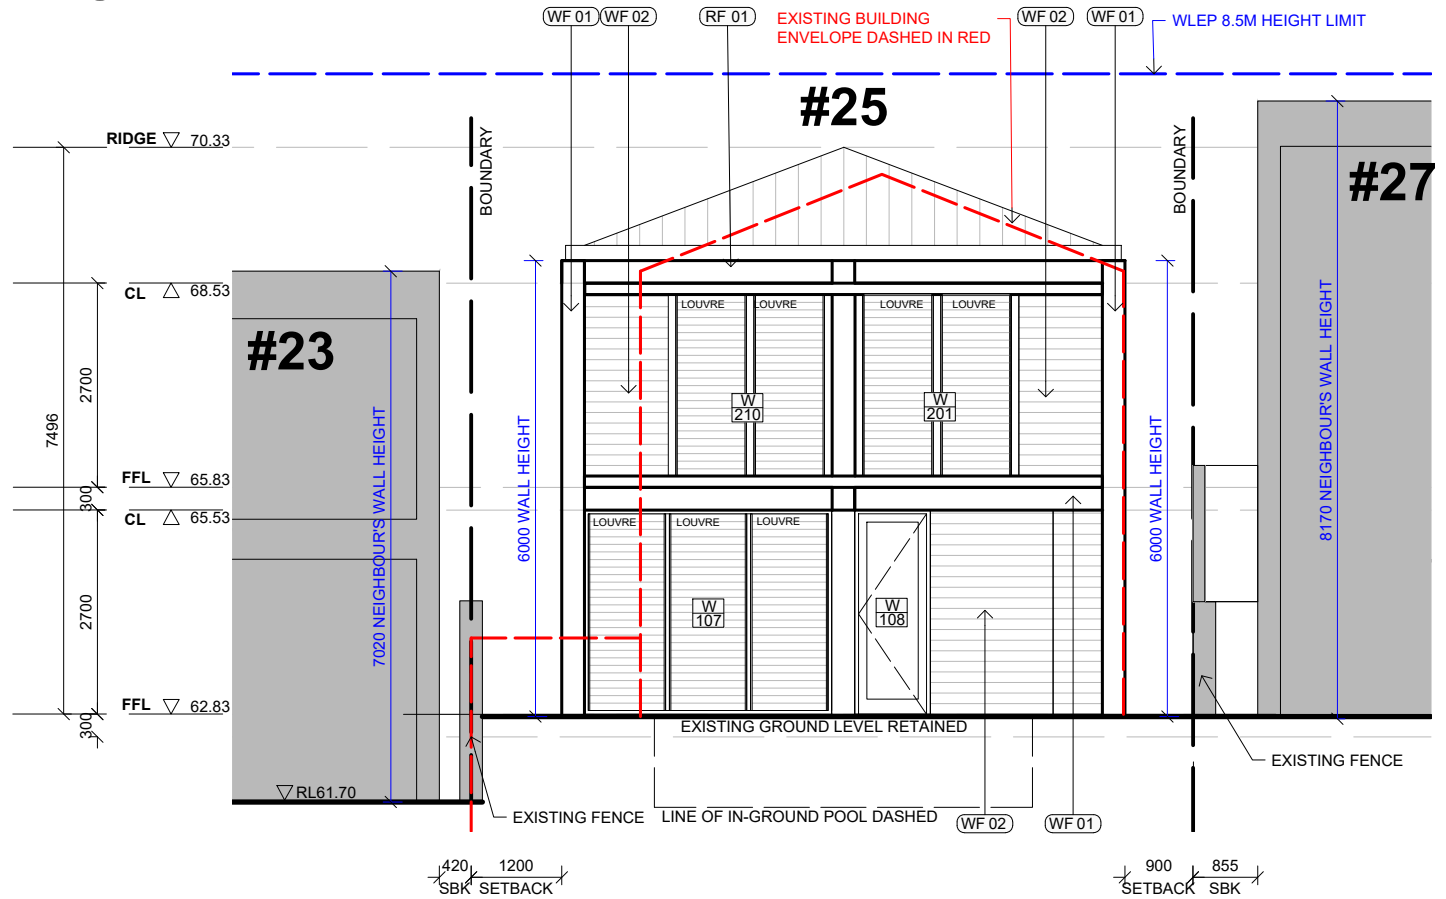 WF 01 WF 02 RF 01 EXISTING BUILDING WF 02 WF 01 WLEP 8.5M HEIGHT LIMIT
ENVELOPE DASHED IN RED
#25
RIDGE 70.33
BOUNDARY
BOUNDARY
#27
CL 68.53
#23
LOUVRE LOUVRE LOUVRE LOUVRE
2700
7496
W
210
W
201
7020 NEIGHBOUR'S WALL HEIGHT
6000 WALL HEIGHT
6000 WALL HEIGHT
8170 NEIGHBOUR'S WALL HEIGHT
FFL 65.83
300
CL 65.53
LOUVRE LOUVRE LOUVRE
2700
W
107
W
108
FFL 62.83
300
EXISTING GROUND LEVEL RETAINED
EXISTING FENCE
RL61.70
EXISTING FENCE
LINE OF IN-GROUND POOL DASHED
WF 02 WF 01
420 1200 900 855
SBK SETBACK SETBACK SBK